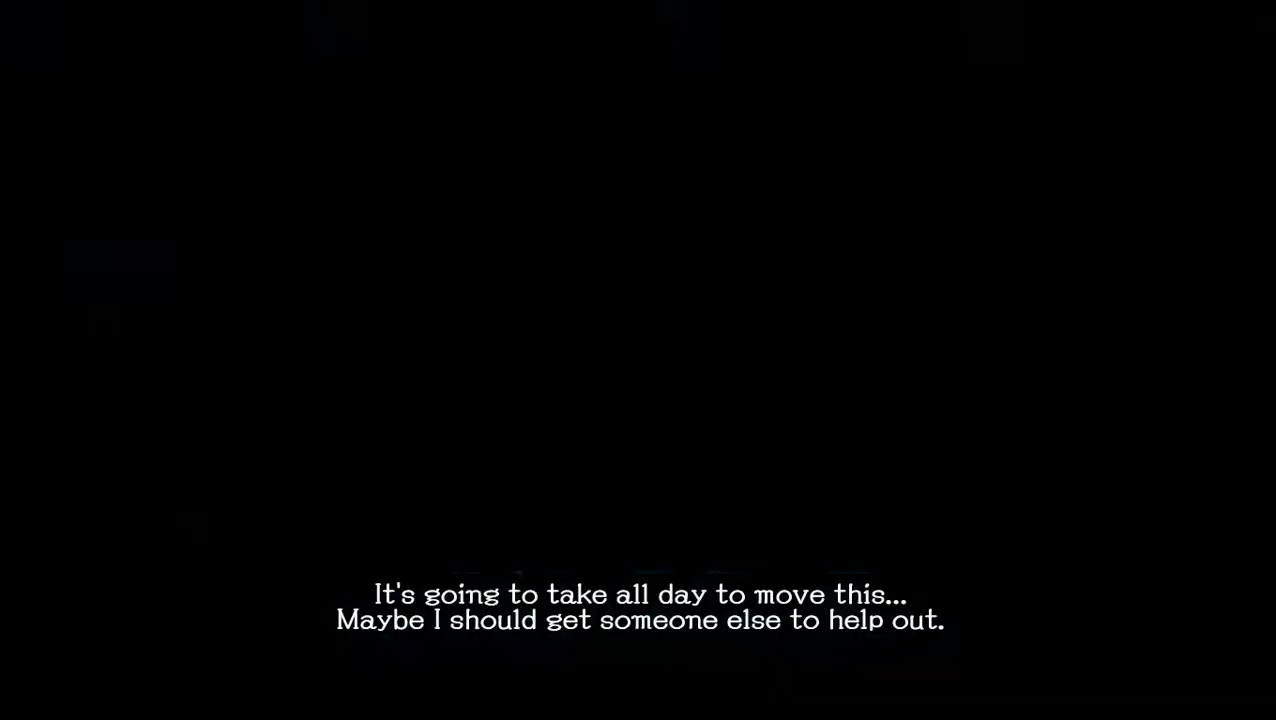 It's going to take all day to move this...
Maybe I should get someone else to help out.